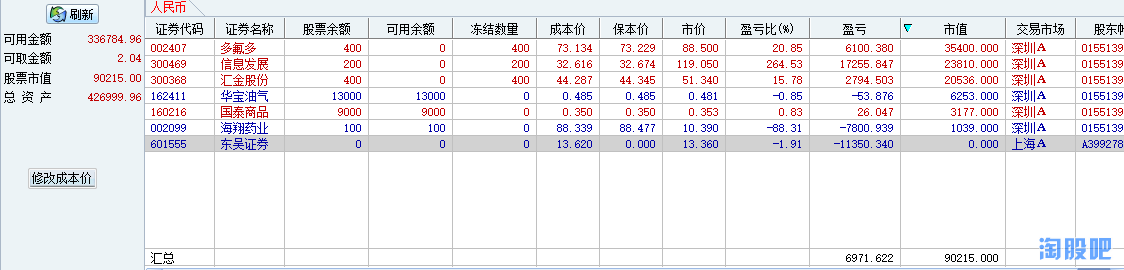 刷新
可用金额 336784.96
可取金额 2.04
股票市值 90215.00
总 资 产 426999.96
修改成本价
人民币
证券代码 证券名称 股票余额 可用余额 冻结数量 成本价 保本价 市价 盈亏比(%) 盈亏 市值 交易市场 股东帐
002407 多氟多 400 0 400 73.134 73.229 88.500 20.85 6100.380 35400.000 深圳A 0155139
300469 信息发展 200 0 200 32.616 32.674 119.050 264.53 17255.847 23810.000 深圳A 0155139
300368 汇金股份 400 0 400 44.287 44.345 51.340 15.78 2794.503 20536.000 深圳A 0155139
162411 华宝油气 13000 13000 0 0.485 0.485 0.481 -0.85 -53.876 6253.000 深圳A 0155139
160216 国泰商品 9000 9000 0 0.350 0.350 0.353 0.83 26.047 3177.000 深圳A 0155139
002099 海翔药业 100 100 0 88.339 88.477 10.390 -88.31 -7800.939 1039.000 深圳A 0155139
601555 东吴证券 0 0 0 13.620 0.000 13.360 -1.91 -11350.340 0.000 上海A A399278
汇总 6971.622 90215.000
淘股吧